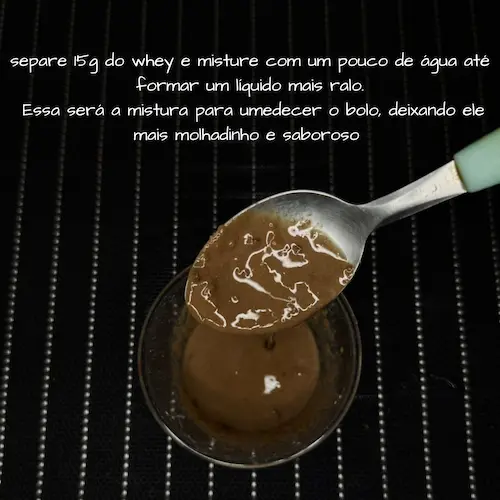 separe 15g do whey e misture com um pouco de água até
formar um líquido mais ralo.
Essa será a mistura para umedecer o bolo, deixando ele
mais molhadinho e saboroso